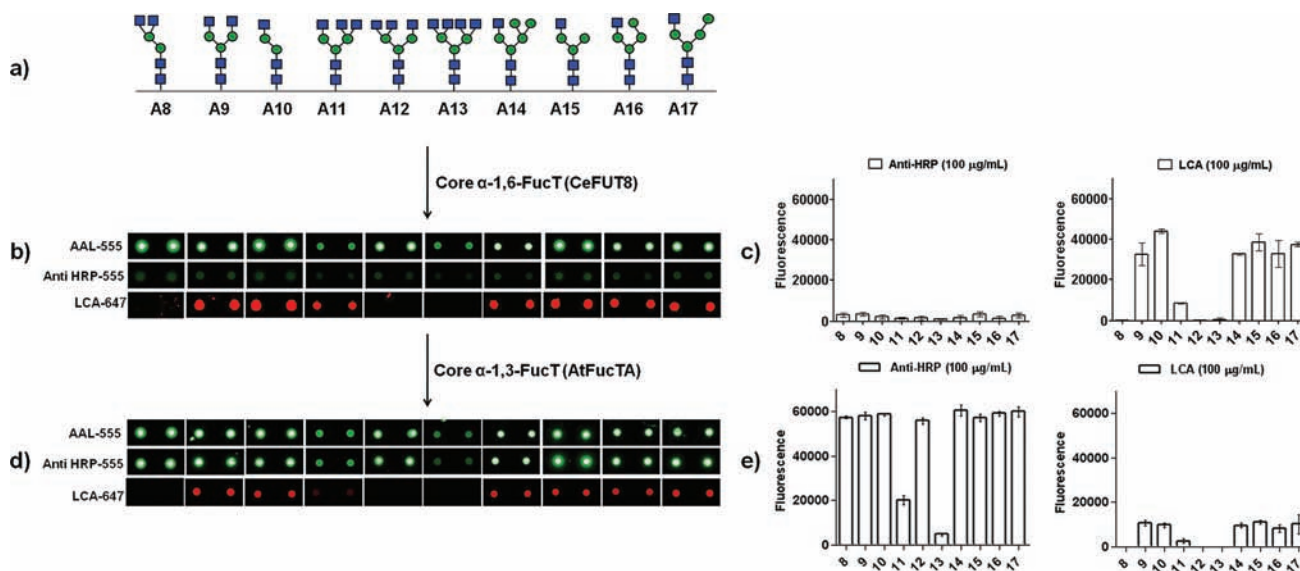 a)
A8 A9 A10 A11 A12 A13 A14 A15 A16 A17
Core α-1,6-FucT (CeFUT8)
b)
AAL-555
Anti HRP-555
LCA-647
Core α-1,3-FucT (AtFucTA)
d)
AAL-555
Anti HRP-555
LCA-647
c)
Anti-HRP (100 µg/mL)
Fluorescence
60000
40000
20000
0
8 9 10 11 12 13 14 15 16 17
LCA (100 µg/mL)
Fluorescence
60000
40000
20000
0
8 9 10 11 12 13 14 15 16 17
e)
Anti-HRP (100 µg/mL)
Fluorescence
60000
40000
20000
0
8 9 10 11 12 13 14 15 16 17
LCA (100 µg/mL)
Fluorescence
60000
40000
20000
0
8 9 10 11 12 13 14 15 16 17